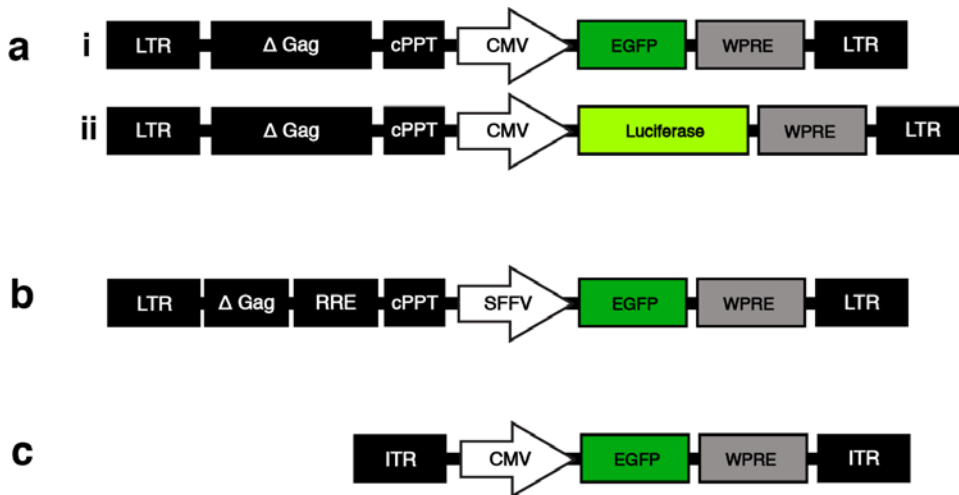 a i LTR Δ Gag cPPT CMV EGFP WPRE LTR
ii LTR Δ Gag cPPT CMV Luciferase WPRE LTR
b LTR Δ Gag RRE cPPT SFFV EGFP WPRE LTR
c ITR CMV EGFP WPRE ITR